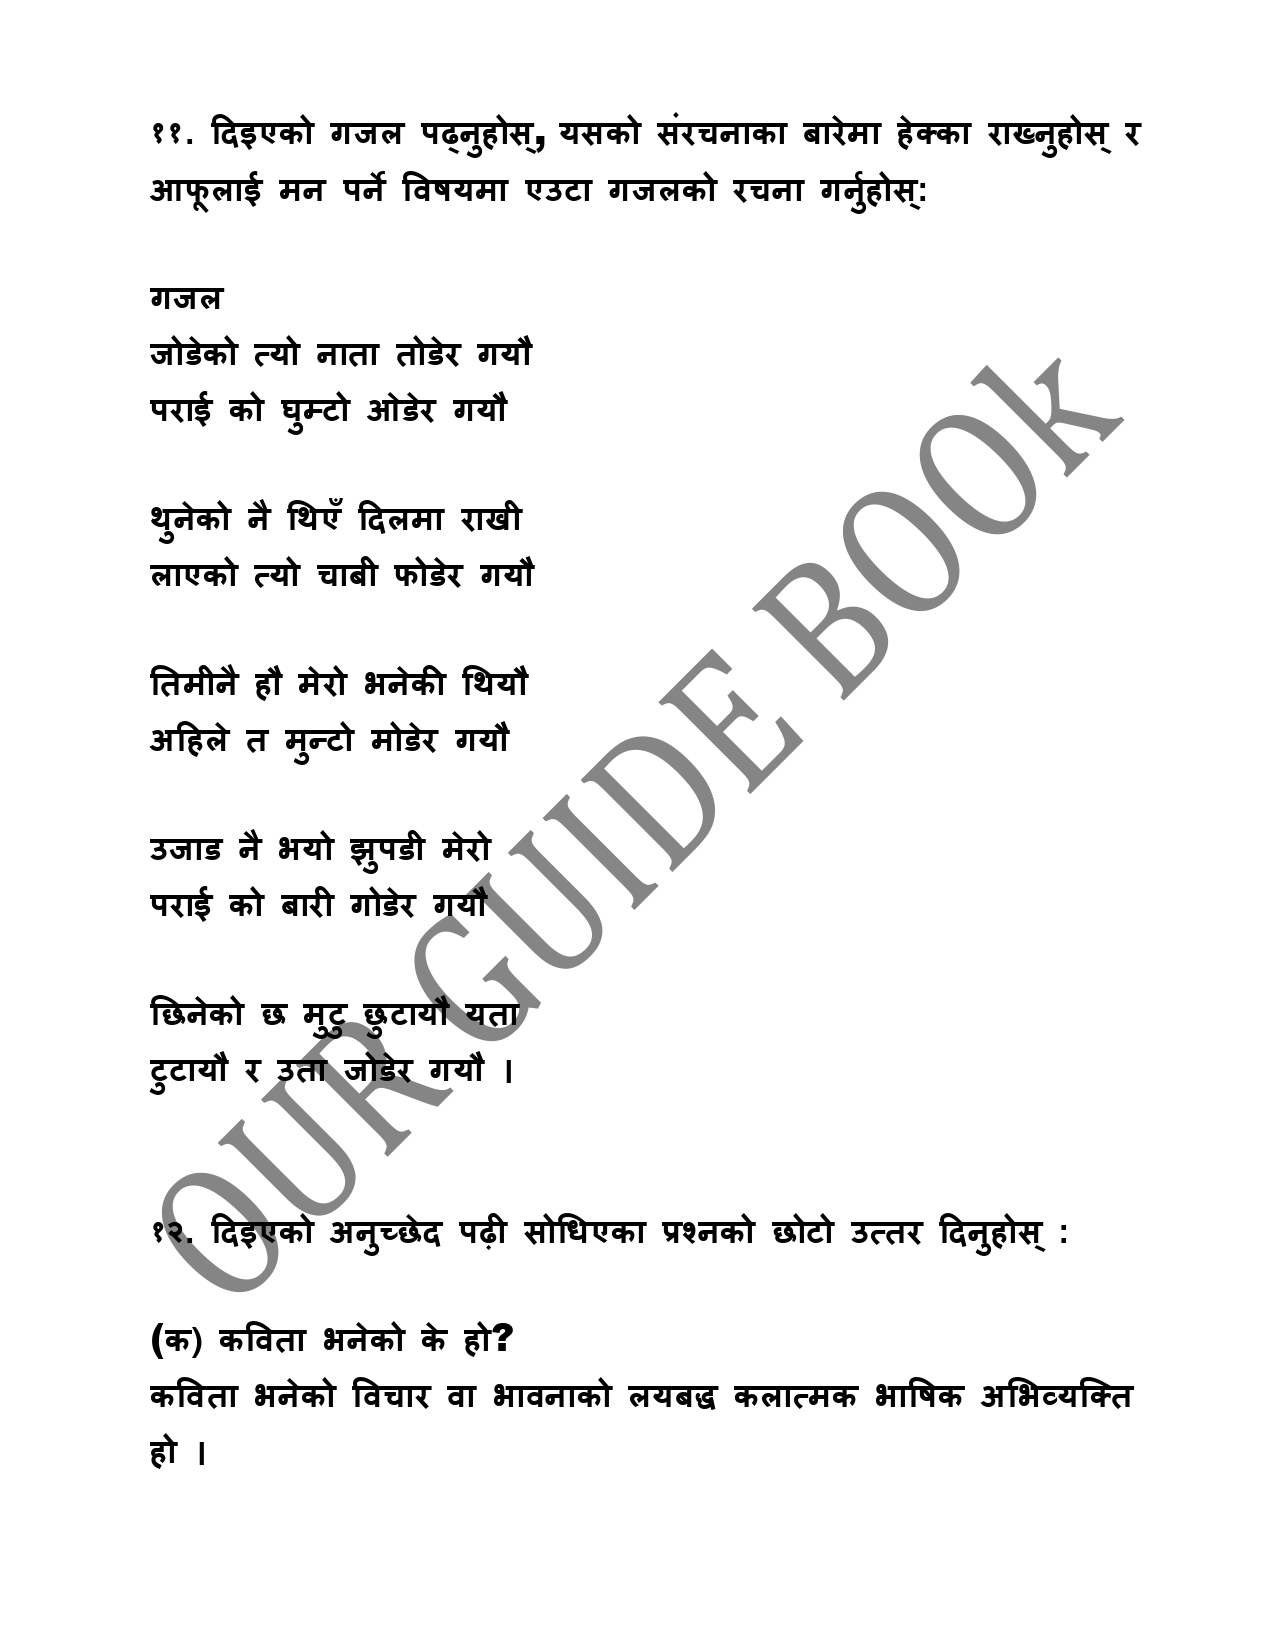 ११. दिइएको गजल पढ्नुहोस्, यसको संरचनाका बारेमा हेक्का राख्नुहोस् र
आफूलाई मन पर्ने विषयमा एउटा गजलको रचना गर्नुहोस्:
गजल
जोडेको त्यो नाता तोडेर गयौ
पराई को घुम्टो ओडेर गयौ
थुनेको नै थिएँ दिलमा राखी
लाएको त्यो चाबी फोडेर गयौ
तिमीनै हौ मेरो भनेकी थियौ
अहिले त मुन्टो मोडेर गयौ
उजाड नै भयो झुपडी मेरो
पराई को बारी गोडेर गयौ
छिनेको छ मुटु छुटायौ यता
टुटायौ र उता जोडेर गयौ ।
१२. दिइएको अनुच्छेद पढ़ी सोधिएका प्रश्नको छोटो उत्तर दिनुहोस् :
(क) कविता भनेको के हो?
कविता भनेको विचार वा भावनाको लयबद्ध कलात्मक भाषिक अभिव्यक्ति
हो ।
OUR GUIDE BOOk